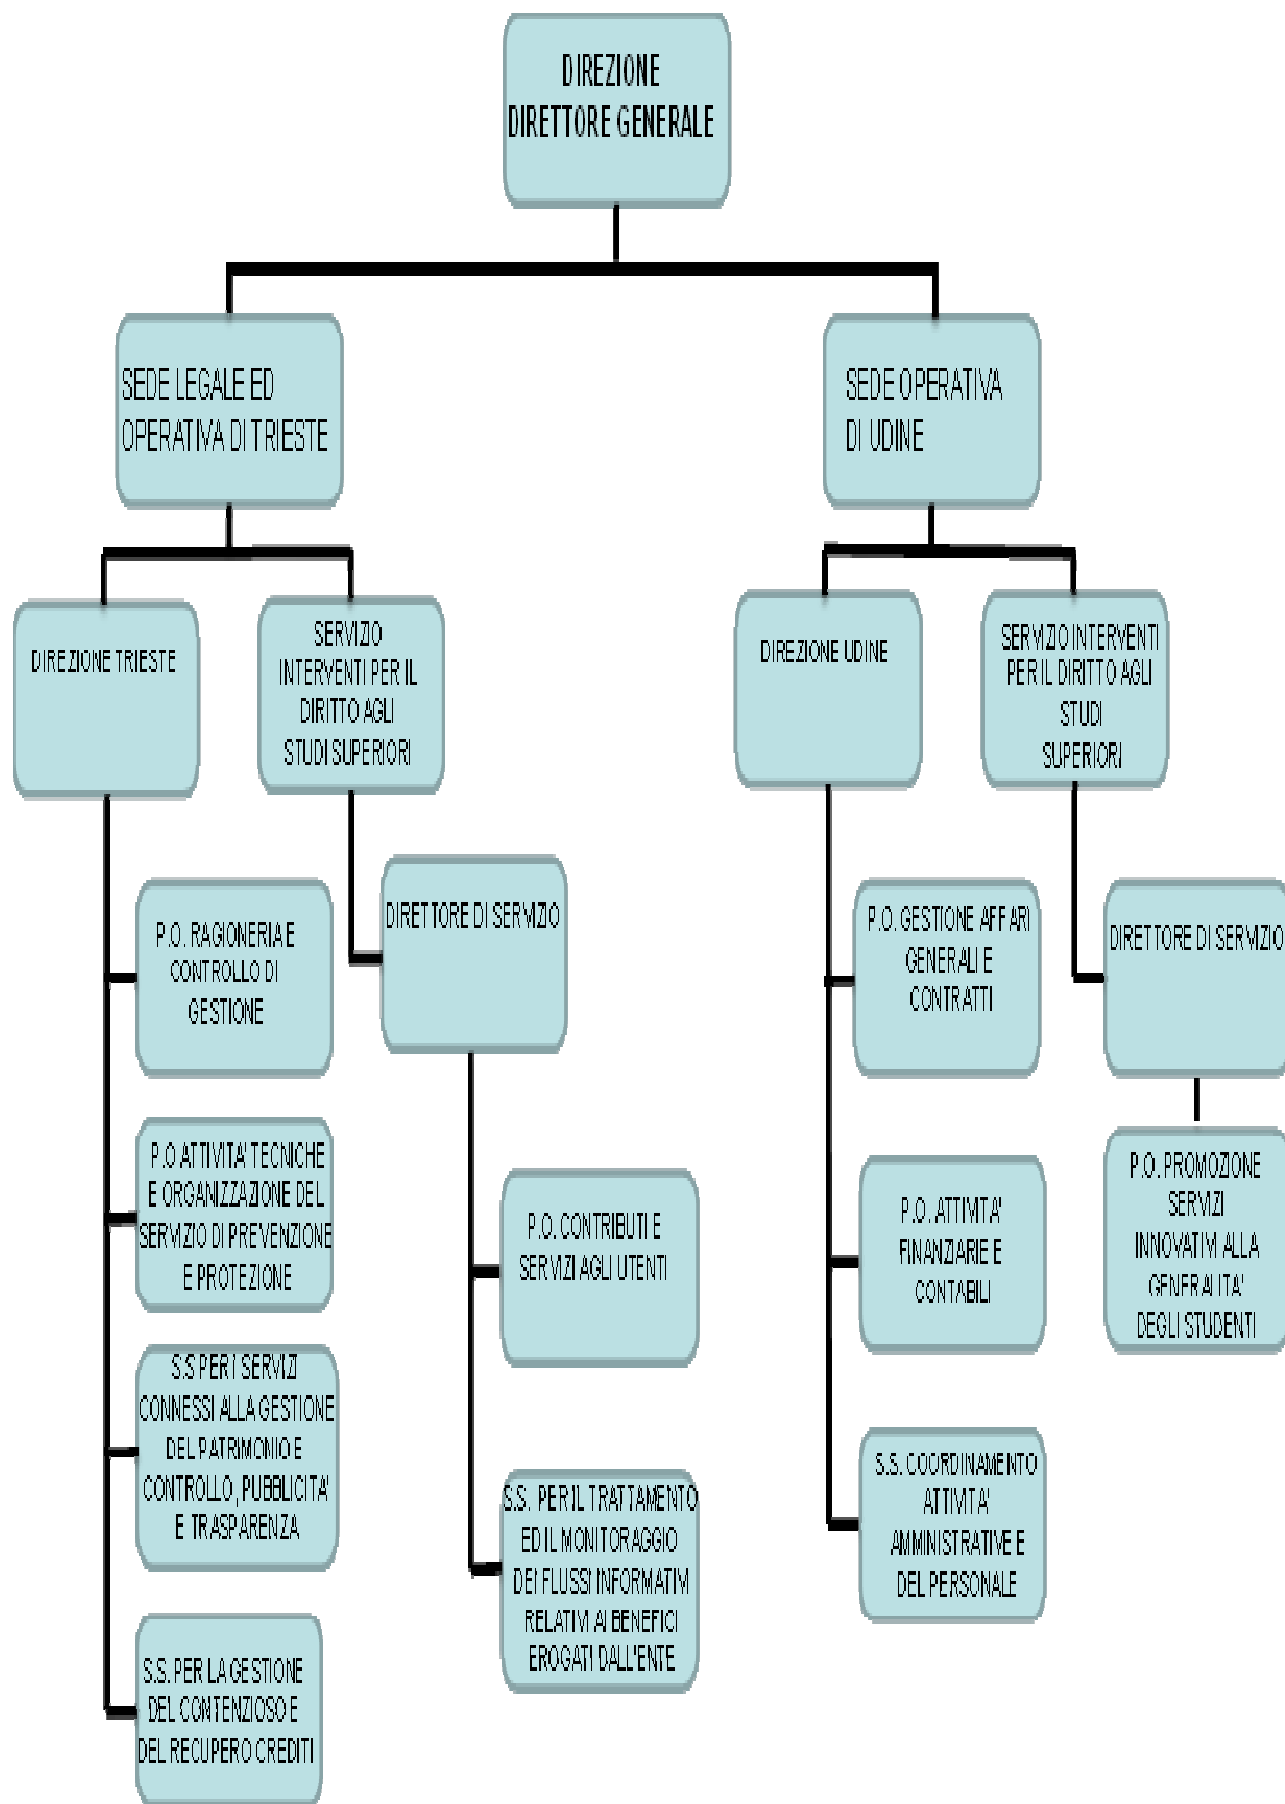 DIREZIONE
DIRETTORE GENERALE
SEDE LEGALE ED
OPERATIVA DI TRIESTE
SEDE OPERATIVA
DI UDINE
DIREZIONE TRIESTE
SERVIZIO
INTERVENTI PER IL
DIRITTO AGLI
STUDI SUPERIORI
DIREZIONE UDINE
SERVIZIO INTERVENTI
PER IL DIRITTO AGLI
STUDI
SUPERIORI
P.O. RAGIONERIA E
CONTROLLO DI
GESTIONE
DIRETTORE DI SERVIZIO
P.O. GESTIONE AFFARI
GENERALI E
CONTRATTI
DIRETTORE DI SERVIZIO
P.O ATTIVITA' TECNICHE
E ORGANIZZAZIONE DEL
SERVIZIO DI PREVENZIONE
E PROTEZIONE
P.O. CONTRIBUTI E
SERVIZI AGLI UTENTI
P.O. ATTIVITA'
FINANZIARIE E
CONTABILI
P.O. PROMOZIONE
SERVIZI
INNOVATIVI ALLA
GENERALITA'
DEGLI STUDENTI
S.S PER I SERVIZI
CONNESSI ALLA GESTIONE
DEL PATRIMONIO E
CONTROLLO, PUBBLICITA'
E TRASPARENZA
S.S. PER IL TRATTAMENTO
ED IL MONITORAGGIO
DEI FLUSSI INFORMATIVI
RELATIVI AI BENEFICI
EROGATI DALL'ENTE
S.S. COORDINAMENTO
ATTIVITA'
AMMINISTRATIVE E
DEL PERSONALE
S.S. PER LA GESTIONE
DEL CONTENZIOSO E
DEL RECUPERO CREDITI